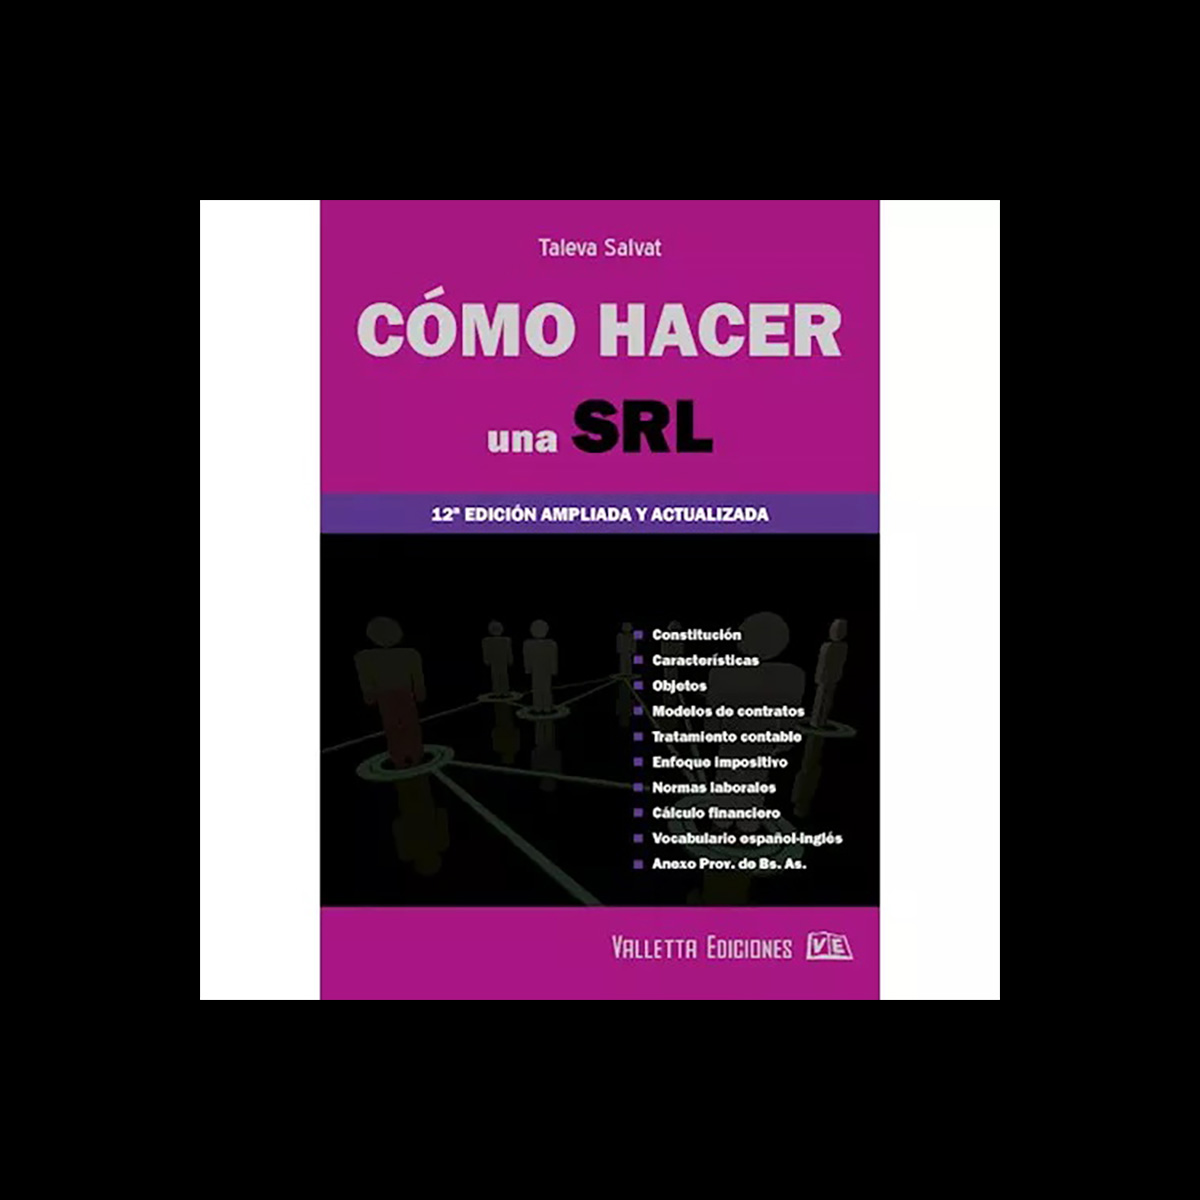 Taleva Salvat
CÓMO HACER
una SRL
12ª EDICIÓN AMPLIADA Y ACTUALIZADA
Constitución
Características
Objetos
Modelos de contratos
Tratamiento contable
Enfoque impositivo
Normas laborales
Cálculo financiero
Vocabulario español-inglés
Anexo Prov. de Bs. As.
VALLETTA EDICIONES VE